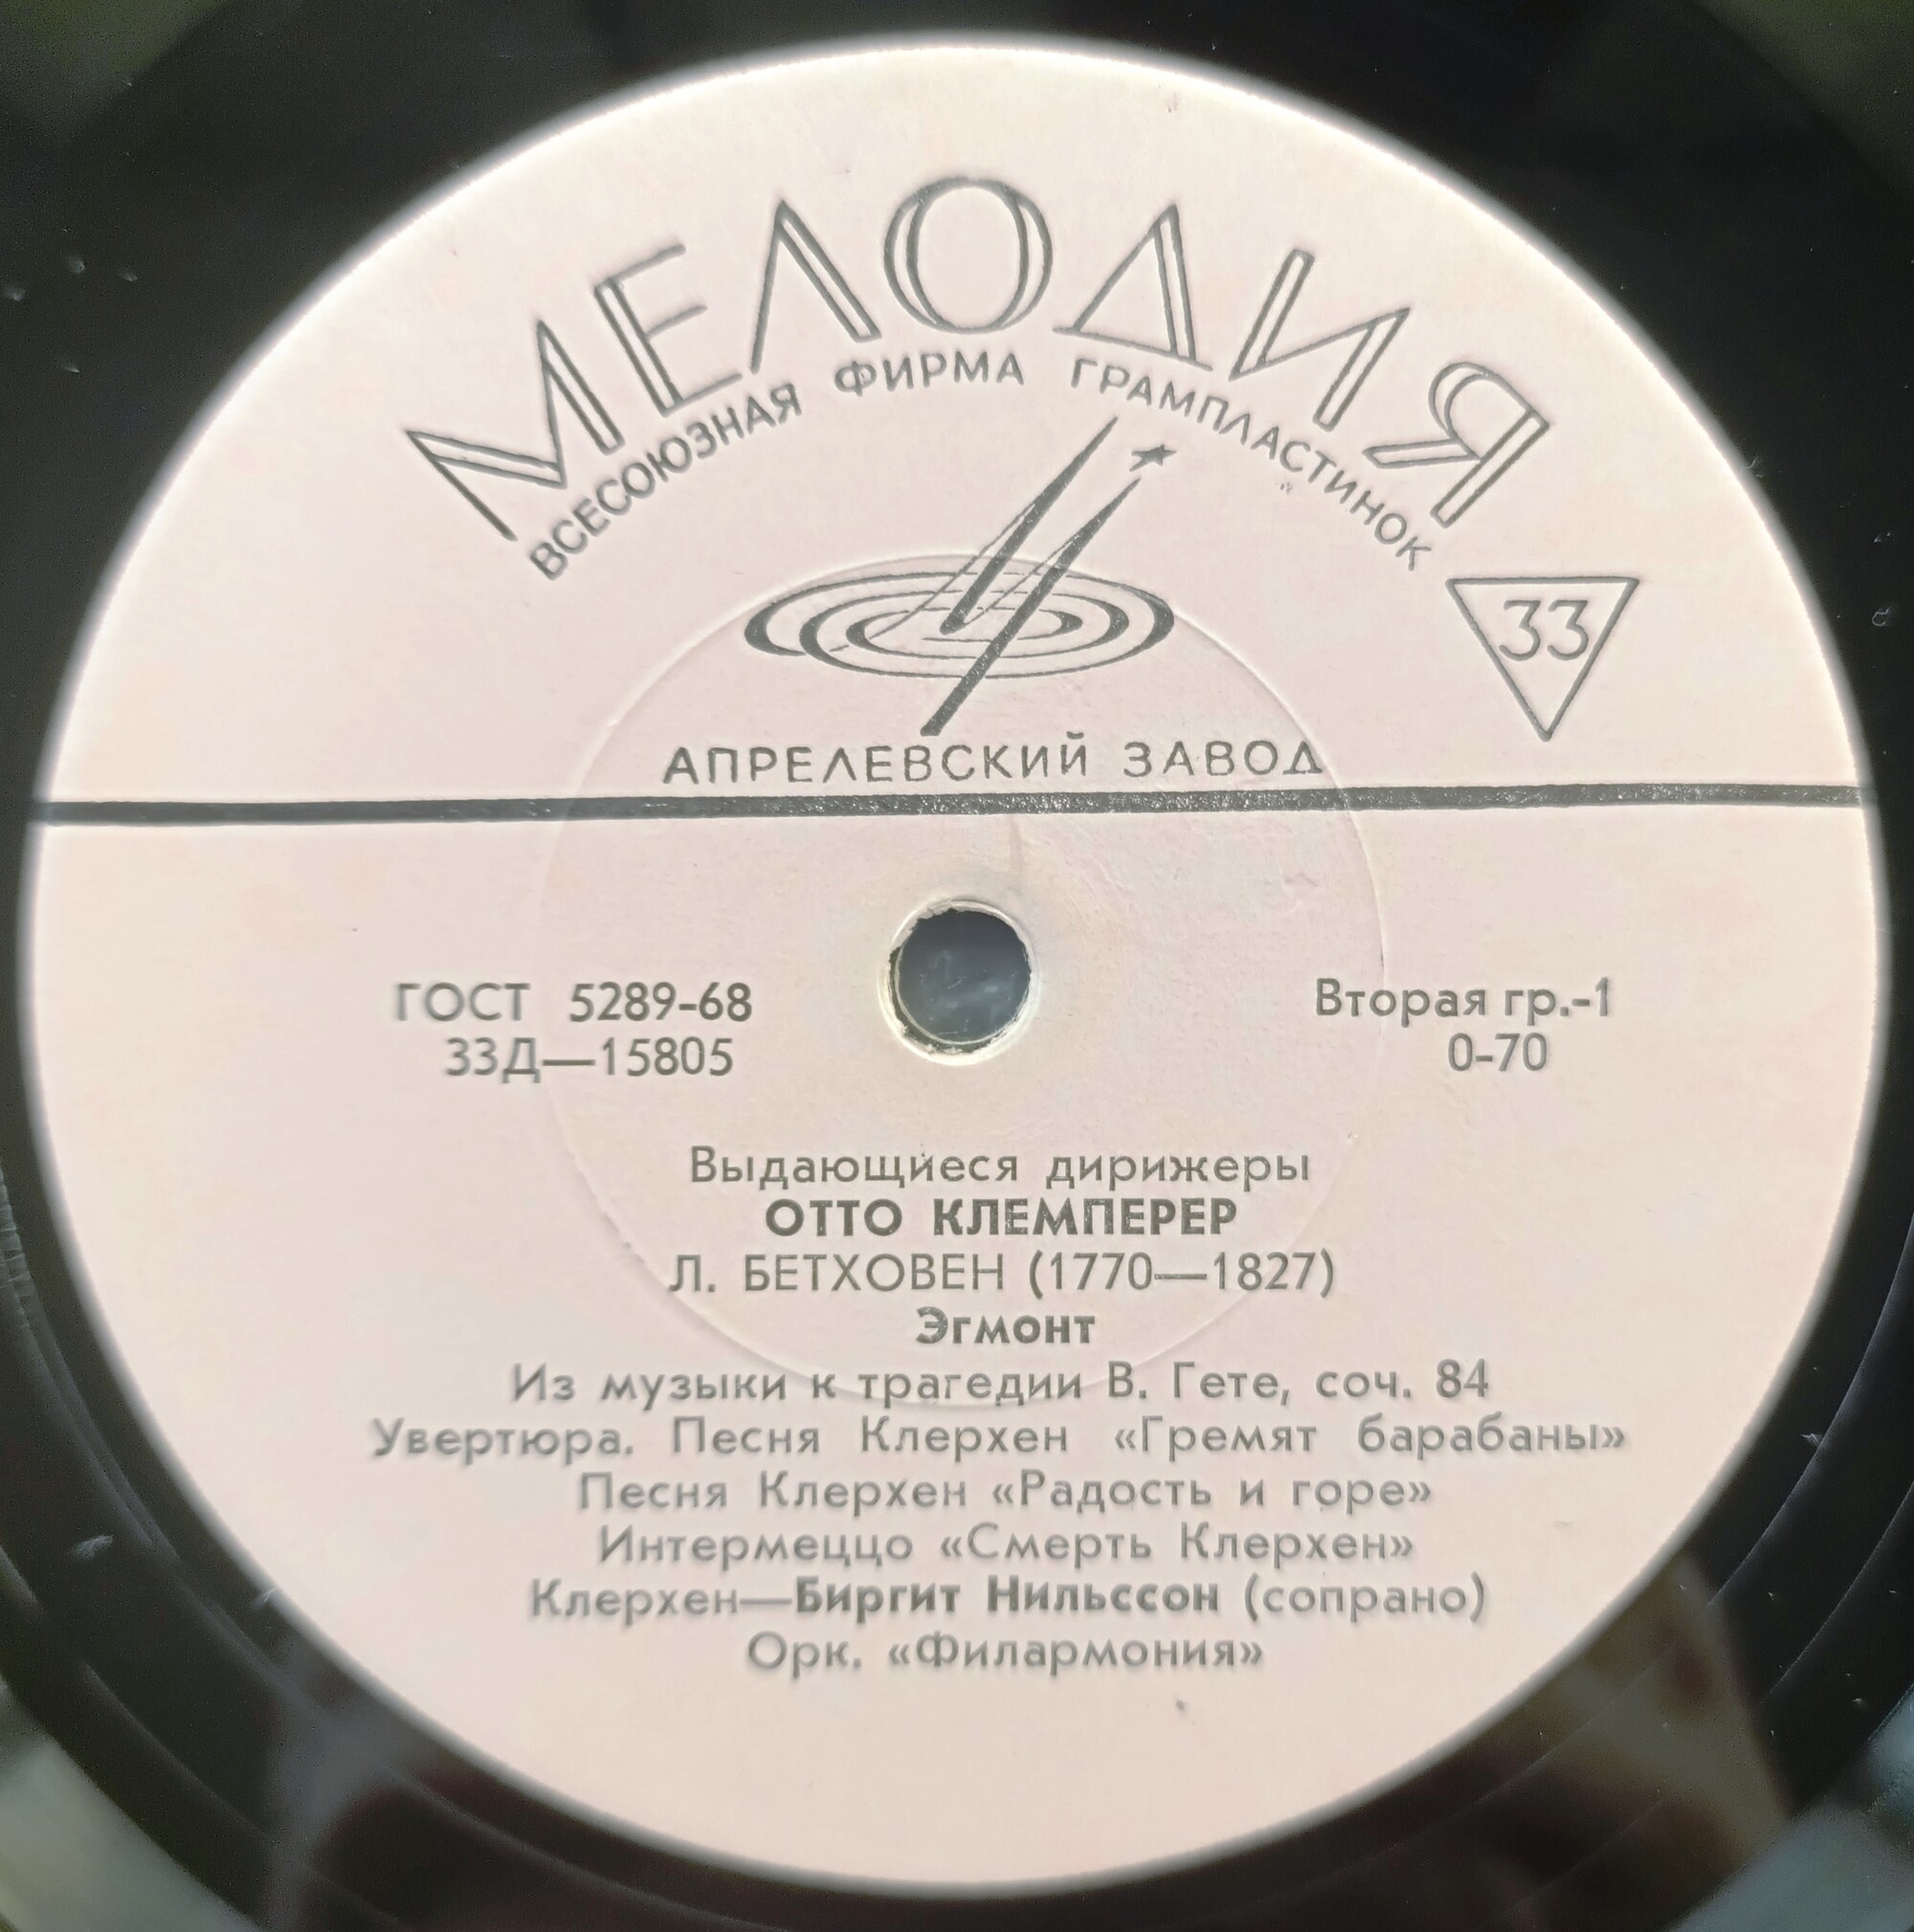 МЕЛОДИЯ
ВСЕСОЮЗНАЯ ФИРМА ГРАМПЛАСТИНОК
33
АПРЕЛЕВСКИЙ ЗАВОД
ГОСТ 5289-68
33Д—15805
Вторая гр.-1
0-70
Выдающиеся дирижеры
ОТТО КЛЕМПЕРЕР
Л. БЕТХОВЕН (1770—1827)
Эгмонт
Из музыки к трагедии В. Гете, соч. 84
Увертюра. Песня Клерхен «Гремят барабаны»
Песня Клерхен «Радость и горе»
Интермеццо «Смерть Клерхен»
Клерхен—Биргит Нильссон (сопрано)
Орк. «Филармония»